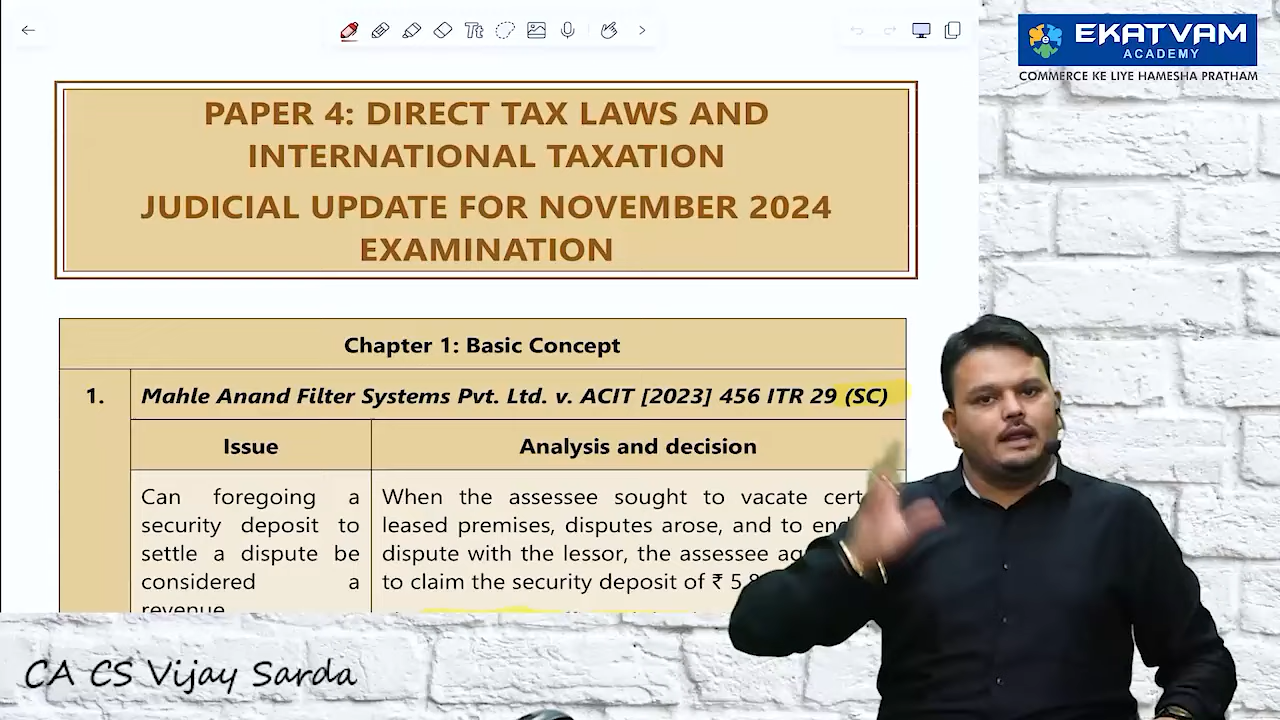 EKATVAM
ACADEMY
COMMERCE KE LIYE HAMESHA PRATHAM
PAPER 4: DIRECT TAX LAWS AND
INTERNATIONAL TAXATION
JUDICIAL UPDATE FOR NOVEMBER 2024
EXAMINATION
Chapter 1: Basic Concept
1. Mahle Anand Filter Systems Pvt. Ltd. v. ACIT [2023] 456 ITR 29 (SC)
Issue
Analysis and decision
Can foregoing a
security deposit to
settle a dispute be
considered a
revenue
When the assessee sought to vacate
leased premises, disputes arose, and to
dispute with the lessor, the assessee
to claim the security deposit of ₹
CA CS Vijay Sarda